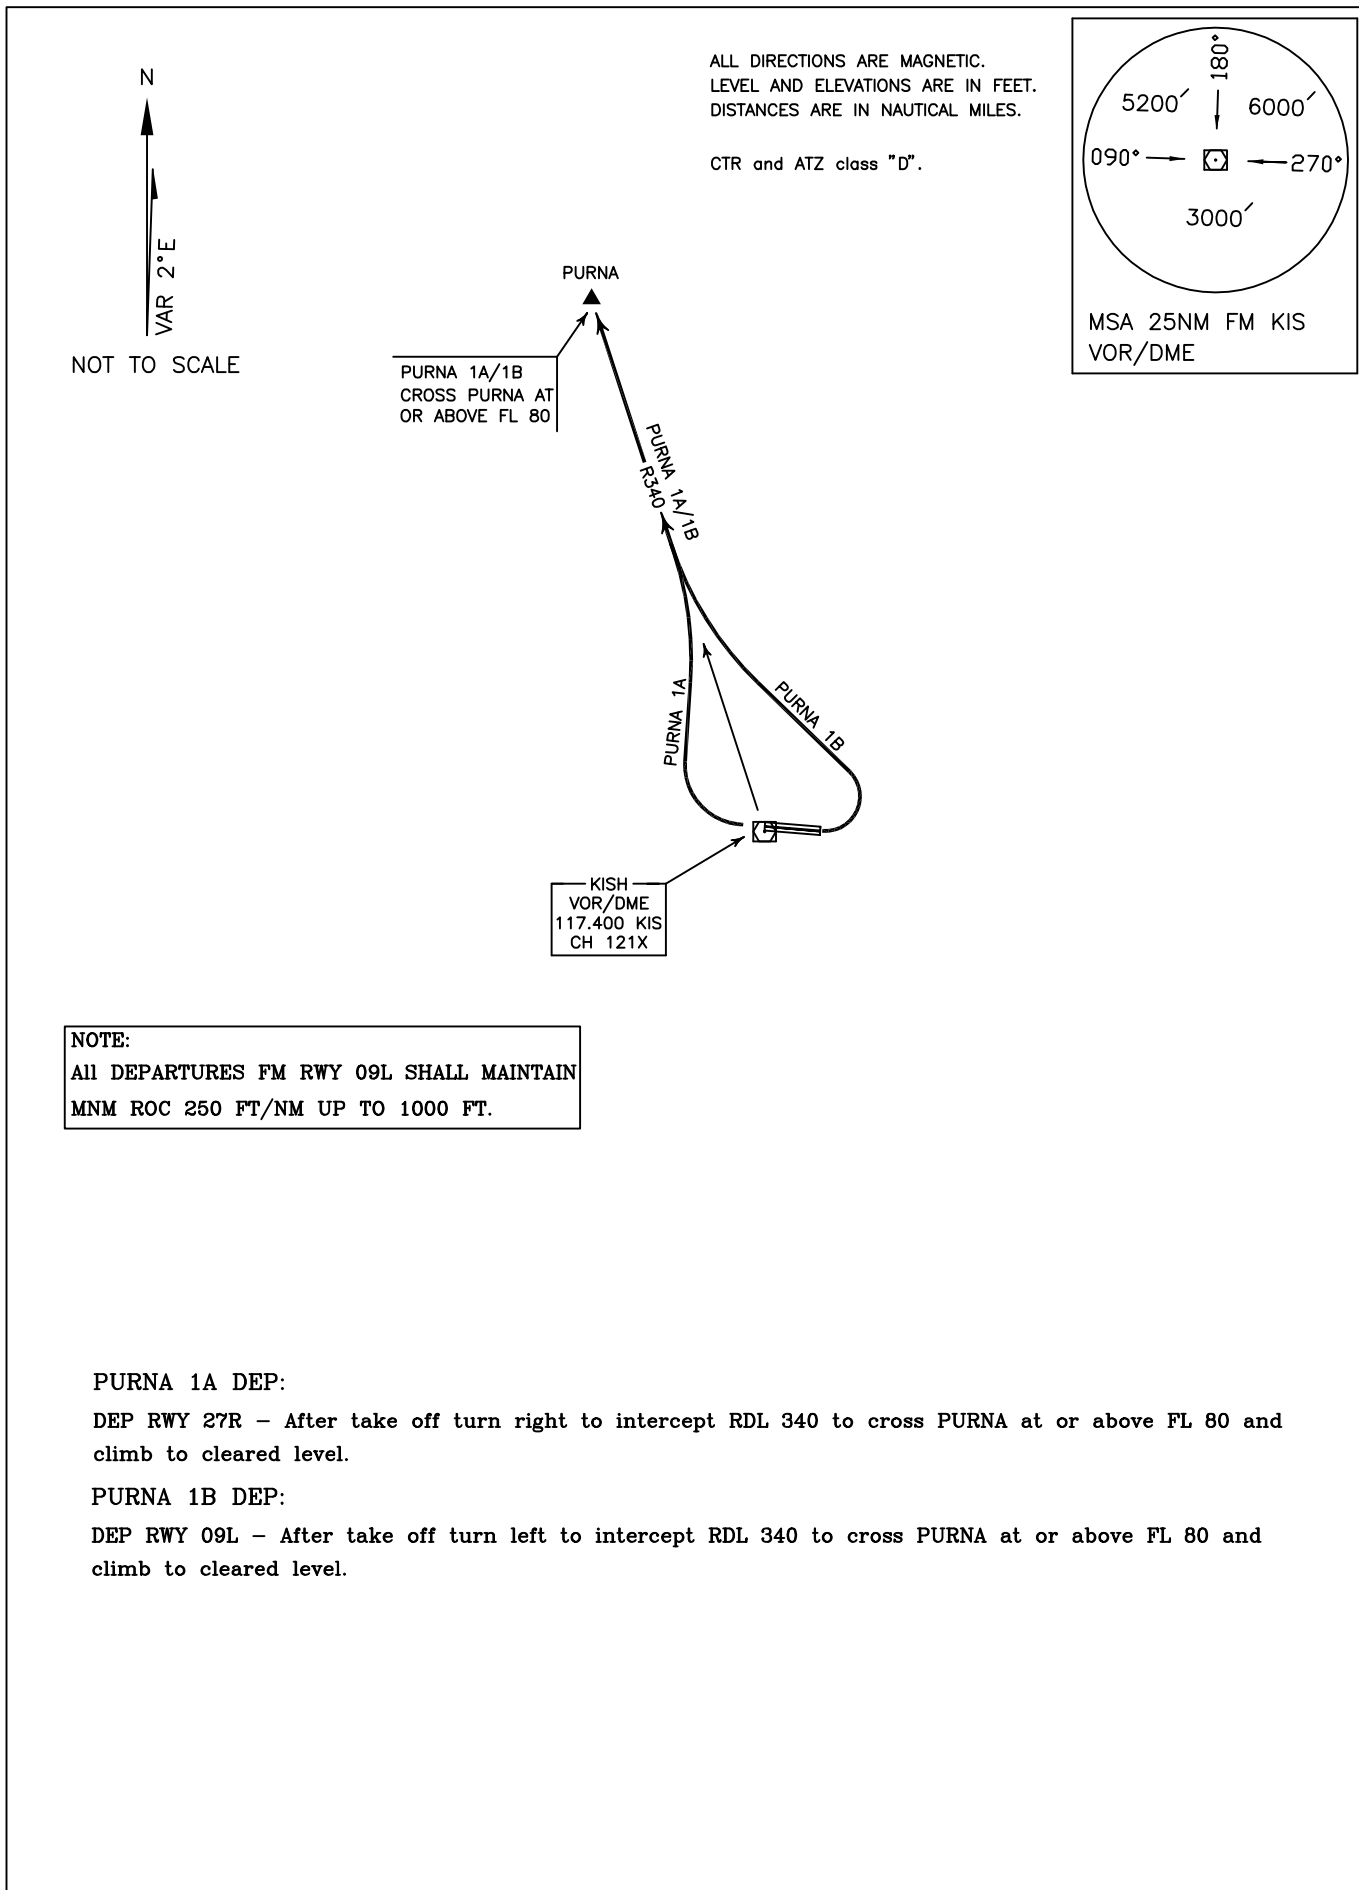 N
VAR 2°E
NOT TO SCALE
ALL DIRECTIONS ARE MAGNETIC.
LEVEL AND ELEVATIONS ARE IN FEET.
DISTANCES ARE IN NAUTICAL MILES.
CTR and ATZ class "D".
180°
5200′
6000′
090°
270°
3000′
MSA 25NM FM KIS
VOR/DME
PURNA
PURNA 1A/1B
CROSS PURNA AT
OR ABOVE FL 80
PURNA 1A/1B
R340
PURNA 1A
PURNA 1B
KISH
VOR/DME
117.400 KIS
CH 121X
NOTE:
All DEPARTURES FM RWY 09L SHALL MAINTAIN
MNM ROC 250 FT/NM UP TO 1000 FT.
PURNA 1A DEP:
DEP RWY 27R – After take off turn right to intercept RDL 340 to cross PURNA at or above FL 80 and
climb to cleared level.
PURNA 1B DEP:
DEP RWY 09L – After take off turn left to intercept RDL 340 to cross PURNA at or above FL 80 and
climb to cleared level.